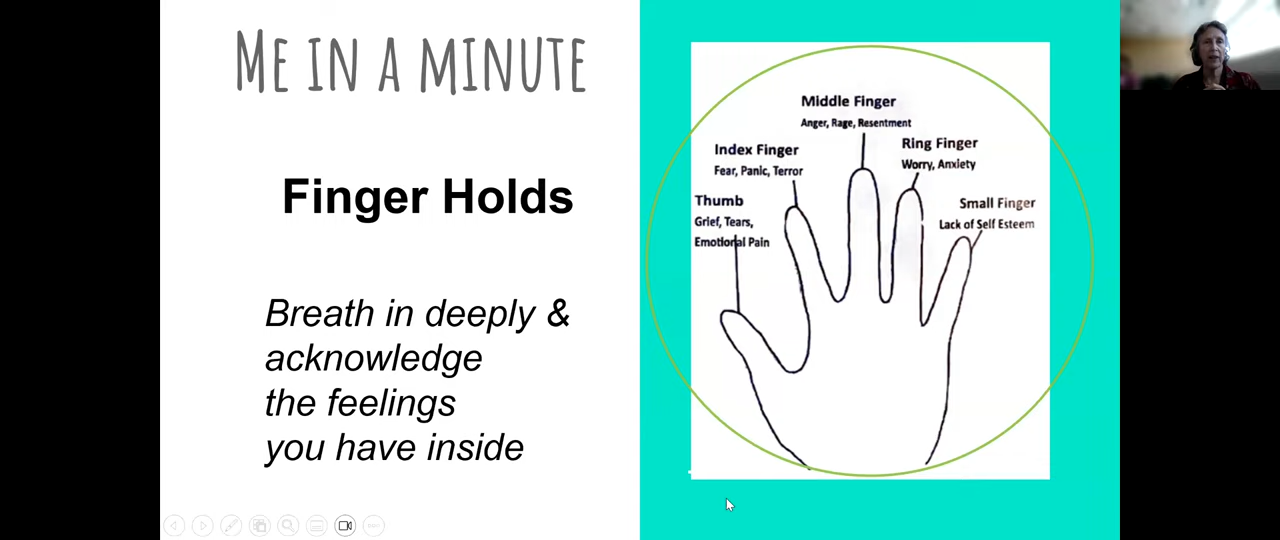 ME IN A MINUTE
Finger Holds
Breath in deeply &
acknowledge
the feelings
you have inside
Middle Finger
Anger, Rage, Resentment
Index Finger
Fear, Panic, Terror
Ring Finger
Worry, Anxiety
Thumb
Grief, Tears,
Emotional Pain
Small Finger
Lack of Self Esteem